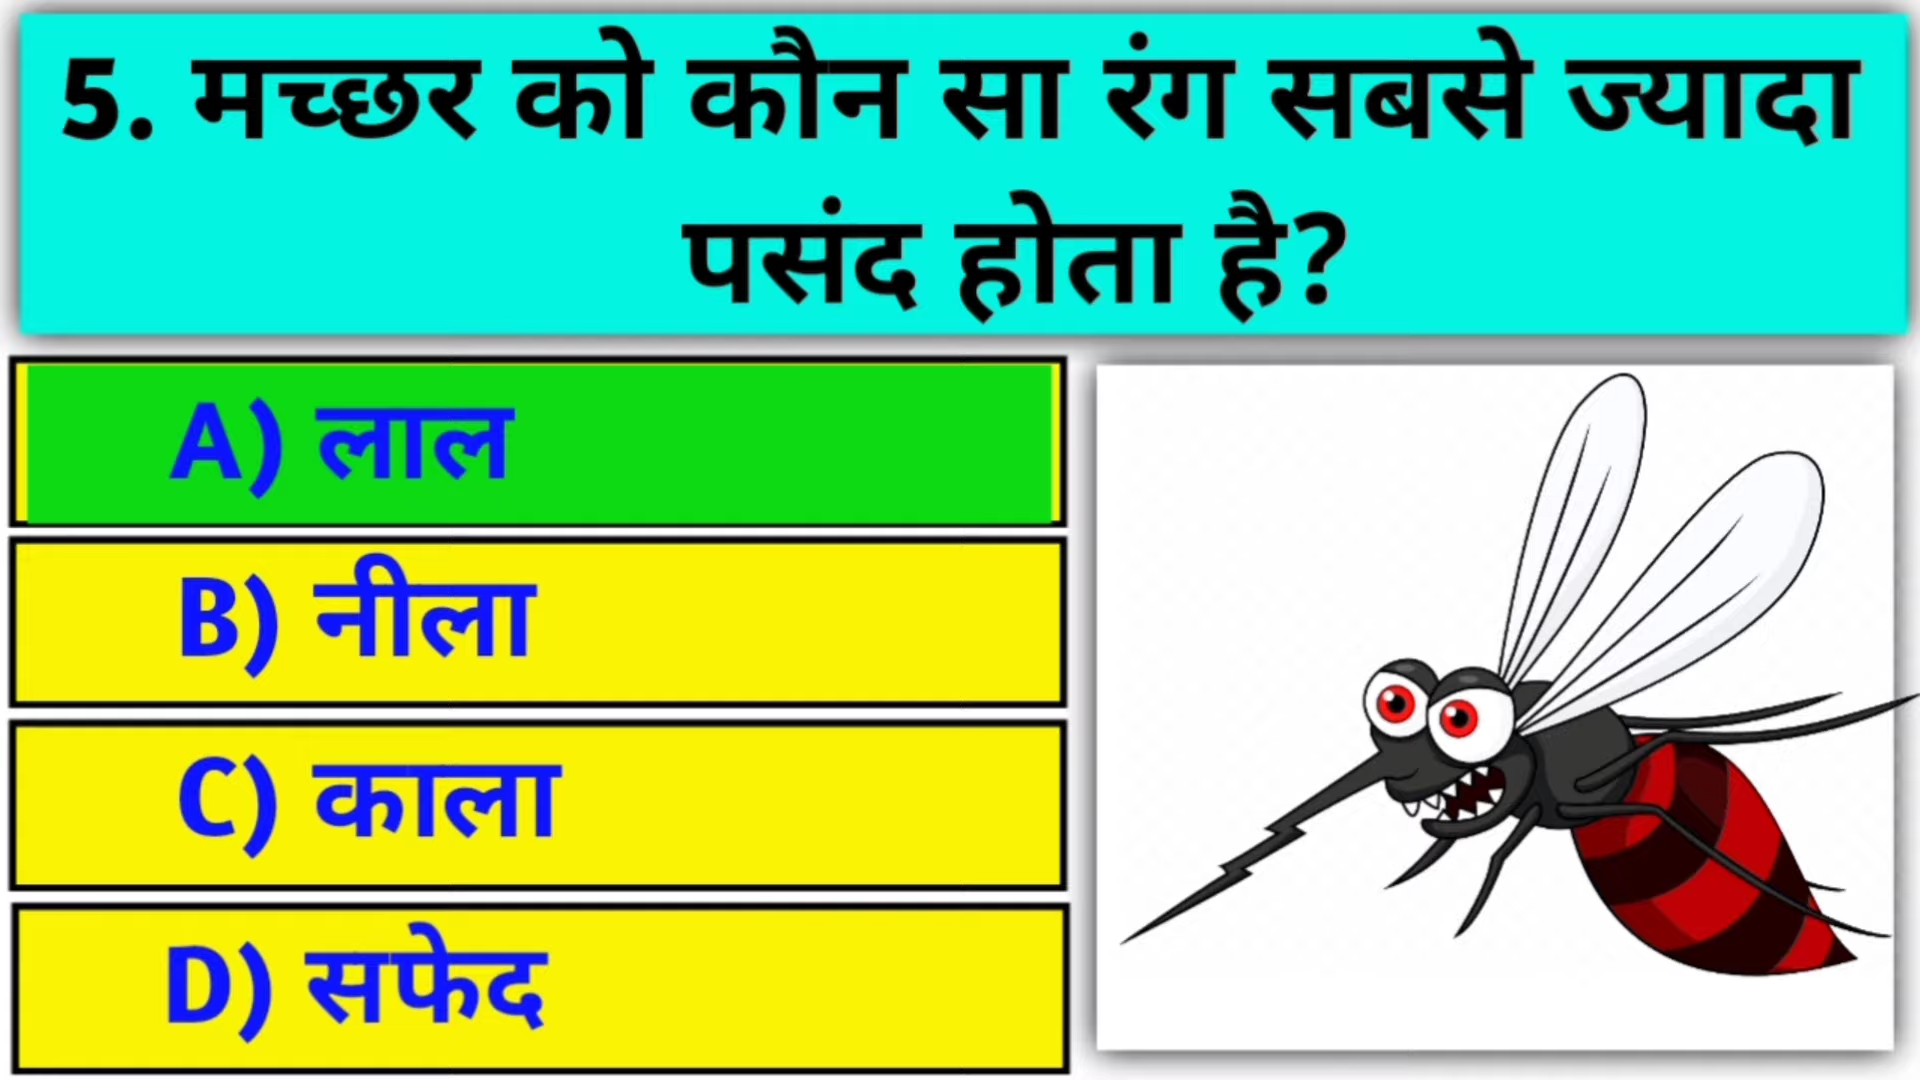 5. मच्छर को कौन सा रंग सबसे ज्यादा
पसंद होता है?
A) लाल
B) नीला
C) काला
D) सफेद